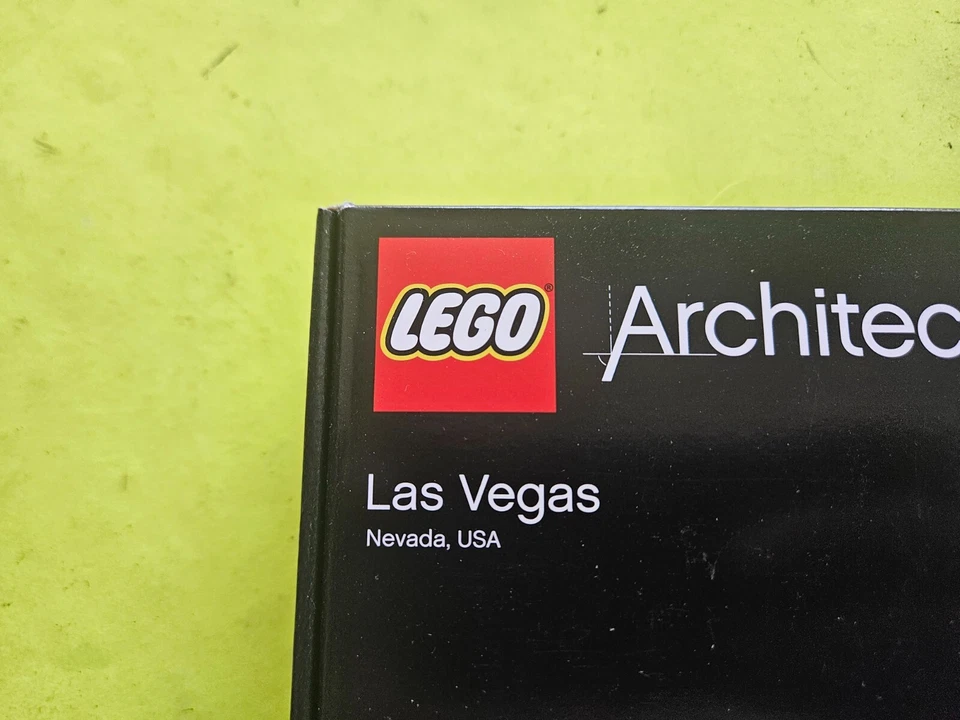 LEGO®
Architec
Las Vegas
Nevada, USA